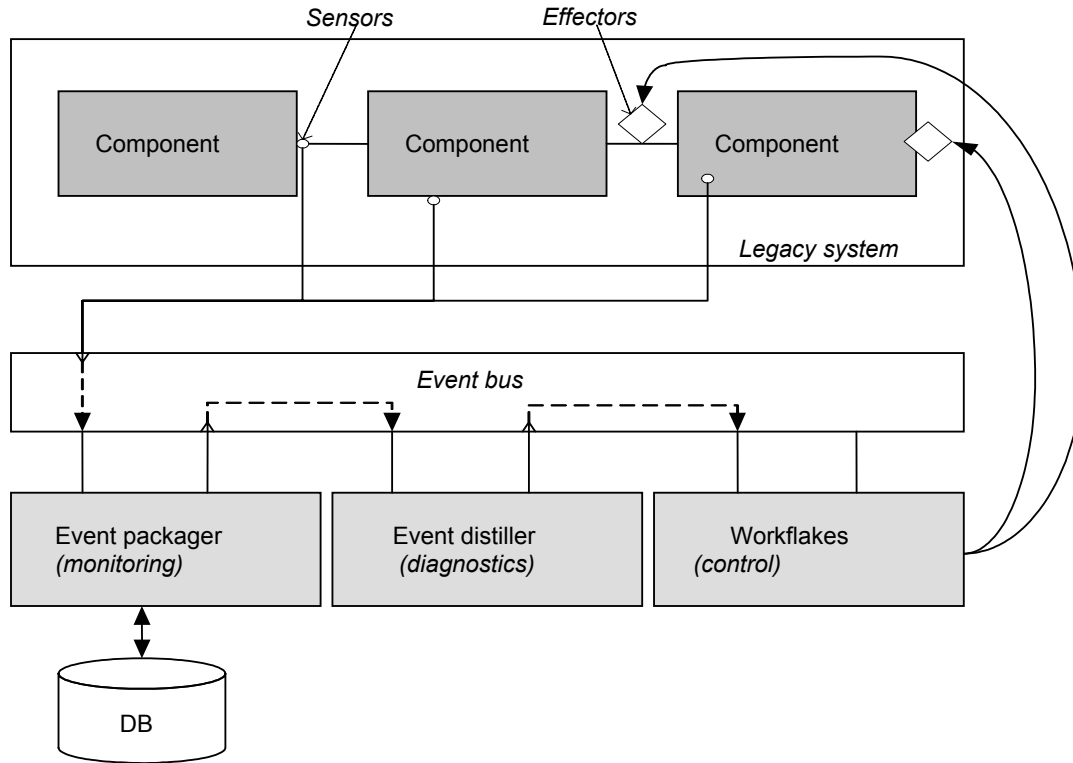 Sensors
Effectors
Component
Component
Component
Legacy system
Event bus
Event packager
(monitoring)
Event distiller
(diagnostics)
Workflakes
(control)
DB